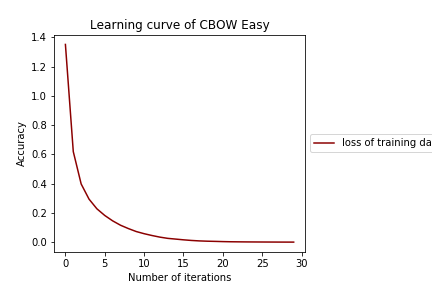 Learning curve of CBOW Easy
1.4
1.2
1.0
0.8
0.6
0.4
0.2
0.0
Accuracy
0 5 10 15 20 25 30
Number of iterations
loss of training da